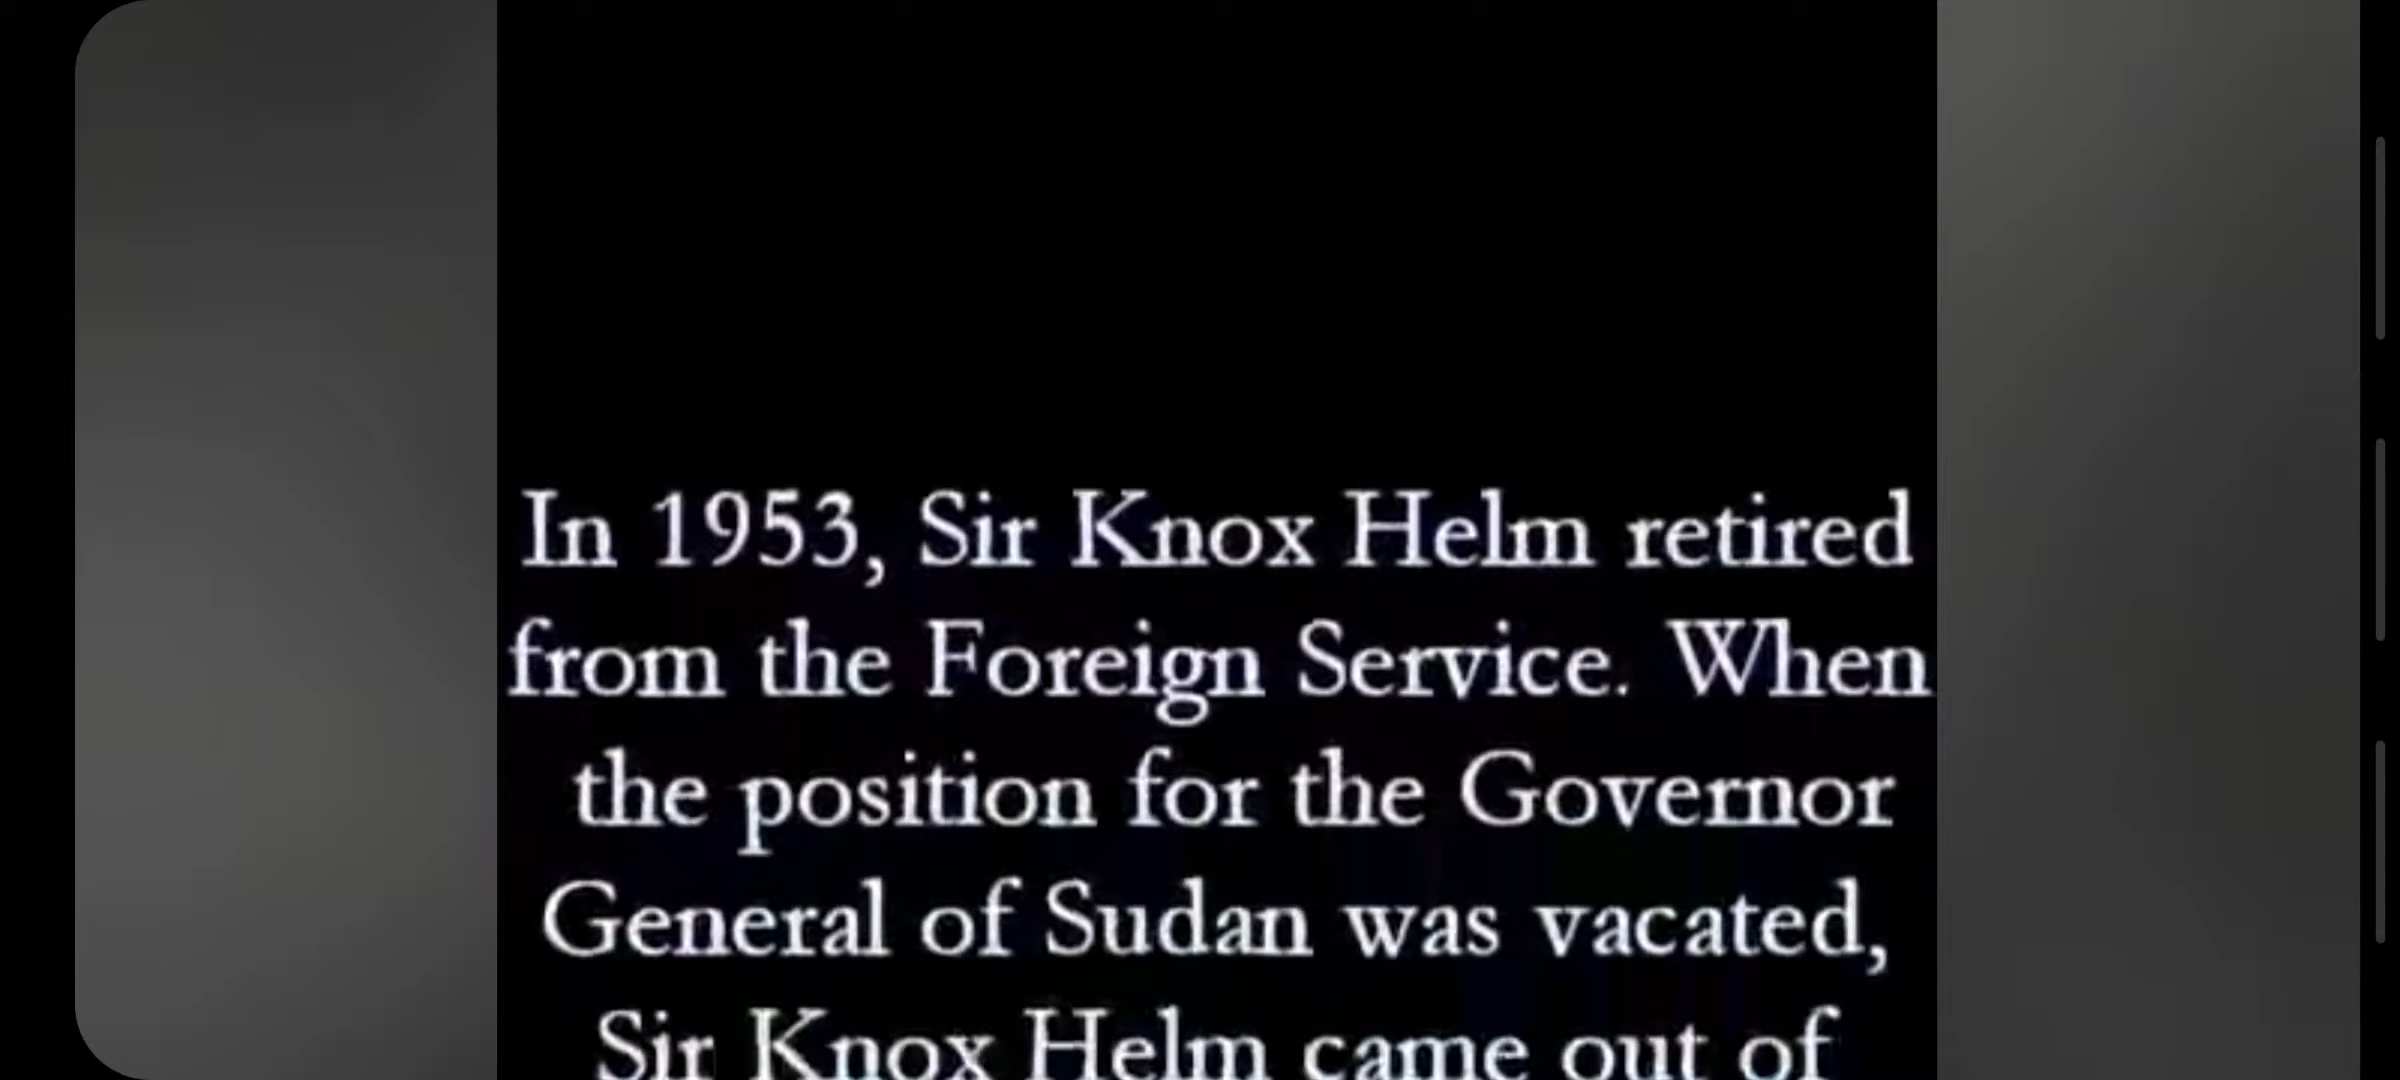 In 1953, Sir Knox Helm retired
from the Foreign Service. When
the position for the Governor
General of Sudan was vacated,
Sir Knox Helm came out of